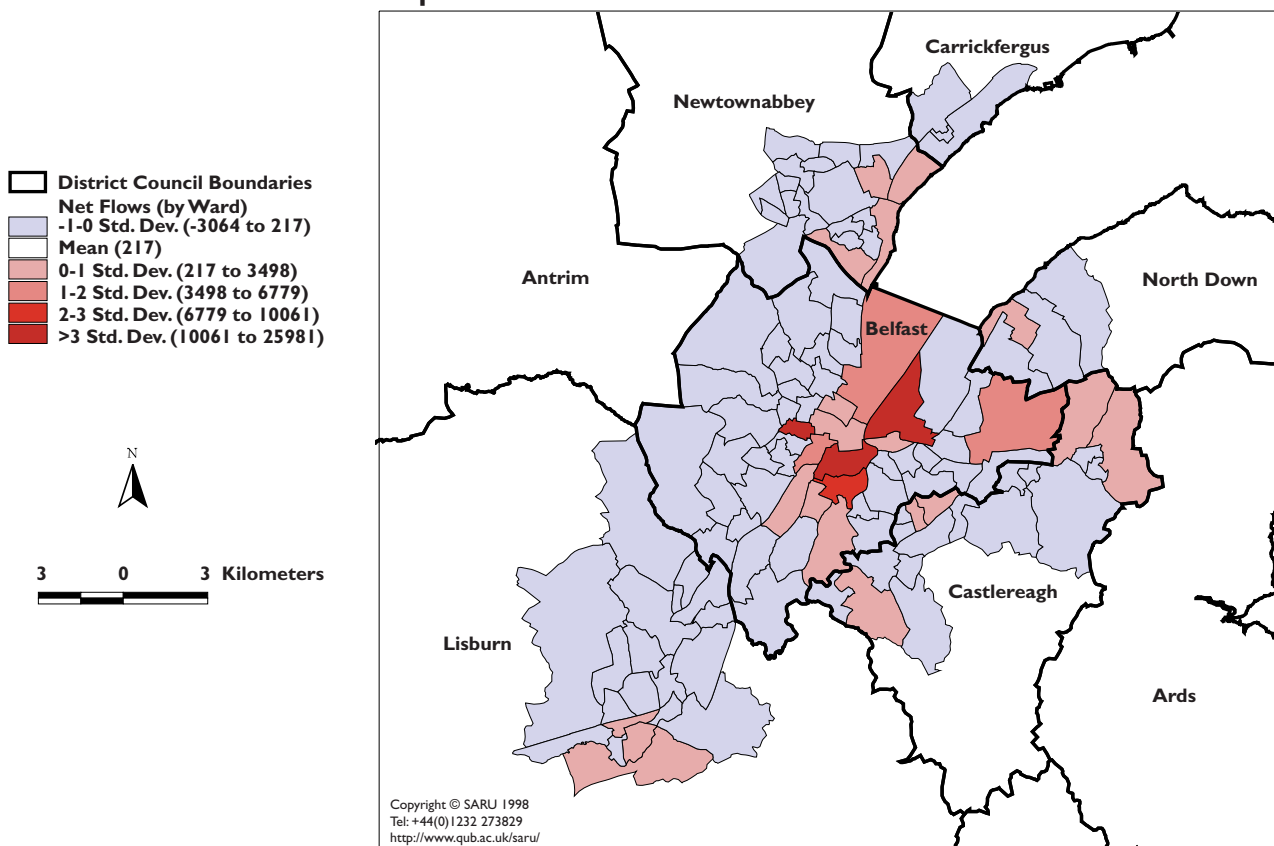 Carrickfergus
Newtownabbey
District Council Boundaries
Net Flows (by Ward)
-1-0 Std. Dev. (-3064 to 217)
Mean (217)
0-1 Std. Dev. (217 to 3498)
1-2 Std. Dev. (3498 to 6779)
2-3 Std. Dev. (6779 to 10061)
>3 Std. Dev. (10061 to 25981)
Antrim
North Down
Belfast
N
3 0 3 Kilometers
Castlereagh
Lisburn
Ards
Copyright © SARU 1998
Tel: +44(0)1232 273829
http://www.qub.ac.uk/saru/